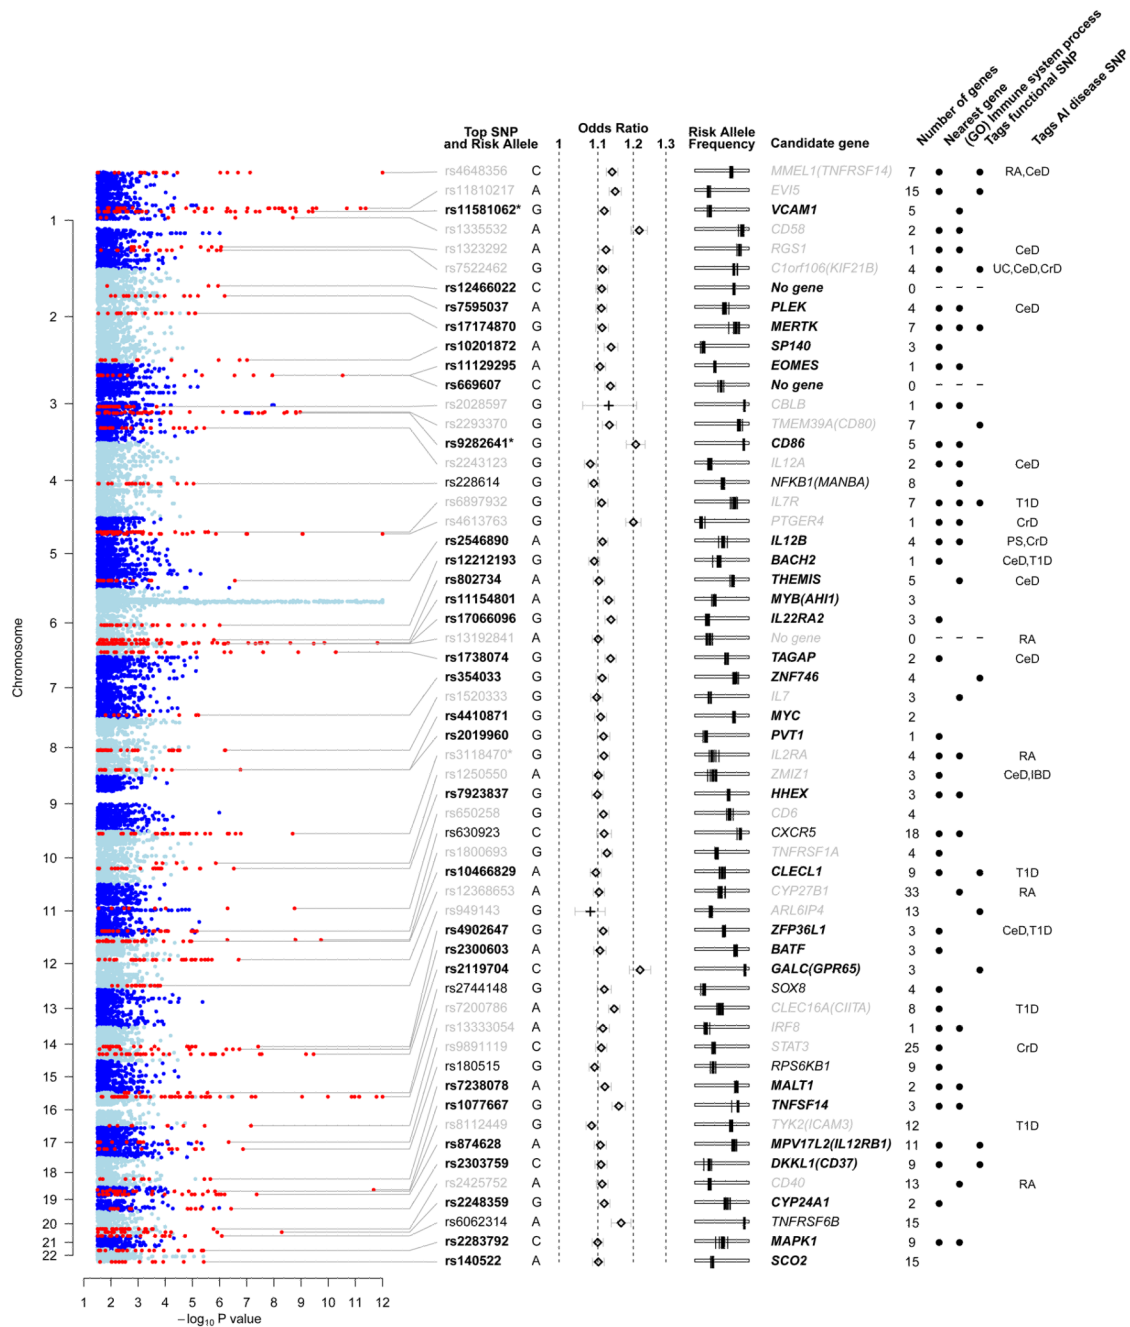 Number of genes
Nearest gene
(GO) Immune system process
Tags functional SNP
Tags AI disease SNP
Top SNP and Risk Allele
Odds Ratio
1 1.1 1.2 1.3
Risk Allele Frequency
Candidate gene
rs4648356 C MMEL1(TNFRSF14) 7 RA,CeD
rs11810217 A EVI5 15
rs11581062* G VCAM1 5
rs1335532 A CD58 2
rs1323292 A RGS1 1 CeD
rs7522462 G C1orf106(KIF21B) 4 UC,CeD,CrD
rs12466022 C No gene 0 – – –
rs7595037 A PLEK 4 CeD
rs17174870 G MERTK 7
rs10201872 A SP140 3
rs11129295 A EOMES 1
rs669607 C No gene 0 – – –
rs2028597 G CBLB 1
rs2293370 G TMEM39A(CD80) 7
rs9282641* G CD86 5
rs2243123 G IL12A 2 CeD
rs228614 G NFKB1(MANBA) 8
rs6897932 G IL7R 7 T1D
rs4613763 G PTGER4 1 CrD
rs2546890 A IL12B 4 PS,CrD
rs12212193 G BACH2 1 CeD,T1D
rs802734 A THEMIS 5 CeD
rs11154801 A MYB(AHI1) 3
rs17066096 G IL22RA2 3
rs13192841 A No gene 0 – – – RA
rs1738074 G TAGAP 2 CeD
rs354033 G ZNF746 4
rs1520333 G IL7 3
rs4410871 G MYC 2
rs2019960 G PVT1 1
rs3118470* G IL2RA 4 RA
rs1250550 A ZMIZ1 3 CeD,IBD
rs7923837 G HHEX 3
rs650258 G CD6 4
rs630923 C CXCR5 18
rs1800693 G TNFRSF1A 4
rs10466829 A CLECL1 9 T1D
rs12368653 A CYP27B1 33 RA
rs949143 G ARL6IP4 13
rs4902647 G ZFP36L1 3 CeD,T1D
rs2300603 A BATF 3
rs2119704 C GALC(GPR65) 3
rs2744148 G SOX8 4
rs7200786 A CLEC16A(CIITA) 8 T1D
rs13333054 A IRF8 1
rs9891119 C STAT3 25 CrD
rs180515 G RPS6KB1 9
rs7238078 A MALT1 2
rs1077667 G TNFSF14 3
rs8112449 G TYK2(ICAM3) 12 T1D
rs874628 A MPV17L2(IL12RB1) 11
rs2303759 C DKKL1(CD37) 9
rs2425752 A CD40 13 RA
rs2248359 G CYP24A1 2
rs6062314 A TNFRSF6B 15
rs2283792 C MAPK1 9
rs140522 A SCO2 15
Chromosome
1
2
3
4
5
6
7
8
9
10
11
12
13
14
15
16
17
18
19
20
21
22
1 2 3 4 5 6 7 8 9 10 11 12
−log10 P value